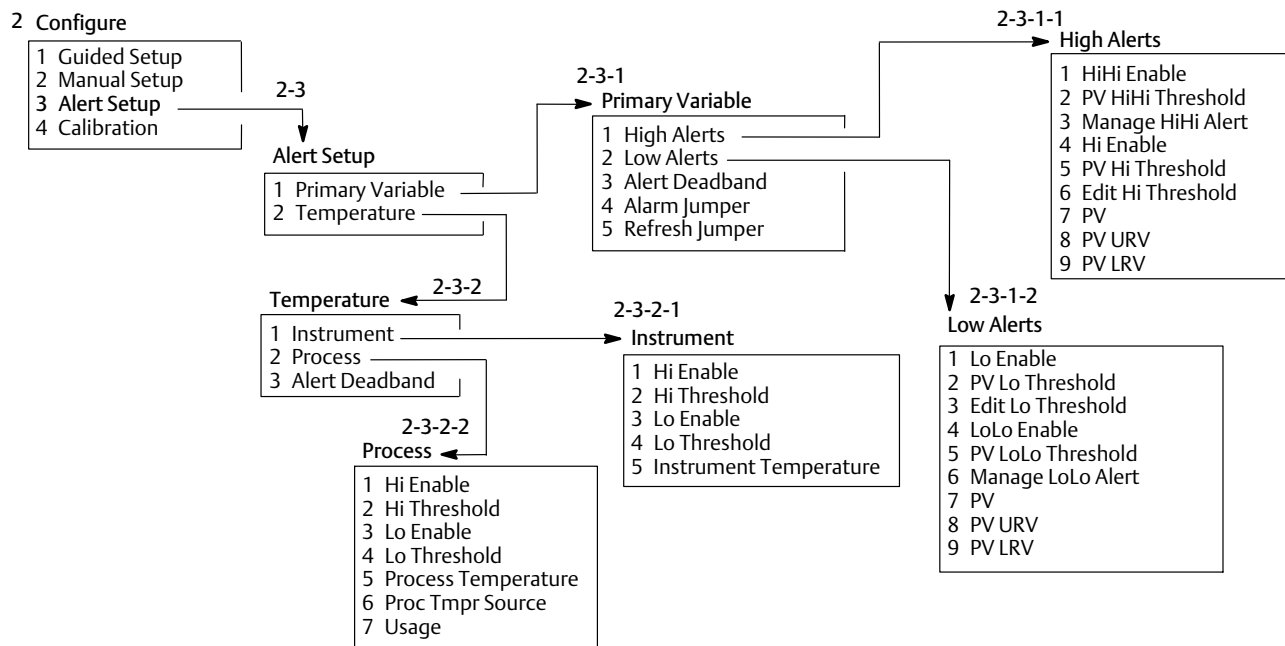 2 Configure
1 Guided Setup
2 Manual Setup
3 Alert Setup
4 Calibration
2-3
Alert Setup
1 Primary Variable
2 Temperature
2-3-1
Primary Variable
1 High Alerts
2 Low Alerts
3 Alert Deadband
4 Alarm Jumper
5 Refresh Jumper
2-3-1-1
High Alerts
1 HiHi Enable
2 PV HiHi Threshold
3 Manage HiHi Alert
4 Hi Enable
5 PV Hi Threshold
6 Edit Hi Threshold
7 PV
8 PV URV
9 PV LRV
2-3-2
Temperature
1 Instrument
2 Process
3 Alert Deadband
2-3-2-1
Instrument
1 Hi Enable
2 Hi Threshold
3 Lo Enable
4 Lo Threshold
5 Instrument Temperature
2-3-1-2
Low Alerts
1 Lo Enable
2 PV Lo Threshold
3 Edit Lo Threshold
4 LoLo Enable
5 PV LoLo Threshold
6 Manage LoLo Alert
7 PV
8 PV URV
9 PV LRV
2-3-2-2
Process
1 Hi Enable
2 Hi Threshold
3 Lo Enable
4 Lo Threshold
5 Process Temperature
6 Proc Tmpr Source
7 Usage